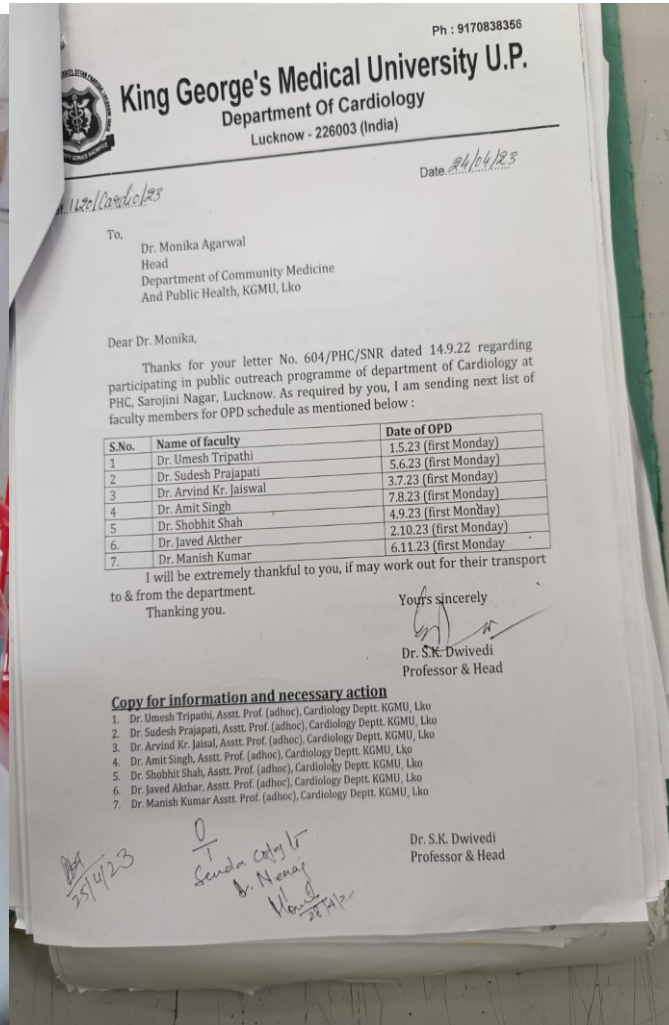 Ph : 9170838356
King George's Medical University U.P.
Department Of Cardiology
Lucknow - 226003 (India)
Date 24/04/23
1120/Cardio/23
To,
Dr. Monika Agarwal
Head
Department of Community Medicine
And Public Health, KGMU, Lko
Dear Dr. Monika,
Thanks for your letter No. 604/PHC/SNR dated 14.9.22 regarding
participating in public outreach programme of department of Cardiology at
PHC, Sarojini Nagar, Lucknow. As required by you, I am sending next list of
faculty members for OPD schedule as mentioned below :
S.No. Name of faculty Date of OPD
1 Dr. Umesh Tripathi 1.5.23 (first Monday)
2 Dr. Sudesh Prajapati 5.6.23 (first Monday)
3 Dr. Arvind Kr. Jaiswal 3.7.23 (first Monday)
4 Dr. Amit Singh 7.8.23 (first Monday)
5 Dr. Shobhit Shah 4.9.23 (first Monday)
6. Dr. Javed Akther 2.10.23 (first Monday)
7. Dr. Manish Kumar 6.11.23 (first Monday
I will be extremely thankful to you, if may work out for their transport
to & from the department.
Thanking you.
Yours sincerely
Dr. S.K. Dwivedi
Professor & Head
Copy for information and necessary action
1. Dr. Umesh Tripathi, Asstt. Prof. (adhoc), Cardiology Deptt. KGMU, Lko
2. Dr. Sudesh Prajapati, Asstt. Prof. (adhoc), Cardiology Deptt. KGMU, Lko
3. Dr. Arvind Kr. Jaisal, Asstt. Prof. (adhoc), Cardiology Deptt. KGMU, Lko
4. Dr. Amit Singh, Asstt. Prof. (adhoc), Cardiology Deptt. KGMU, Lko
5. Dr. Shobhit Shah, Asstt. Prof. (adhoc), Cardiology Deptt. KGMU, Lko
6. Dr. Javed Akthar, Asstt. Prof. (adhoc), Cardiology Deptt. KGMU, Lko
7. Dr. Manish Kumar Asstt. Prof. (adhoc), Cardiology Deptt. KGMU, Lko
Dr. S.K. Dwivedi
Professor & Head
25/4/23
Send a copy to
Dr. Neeraj
28/4/2